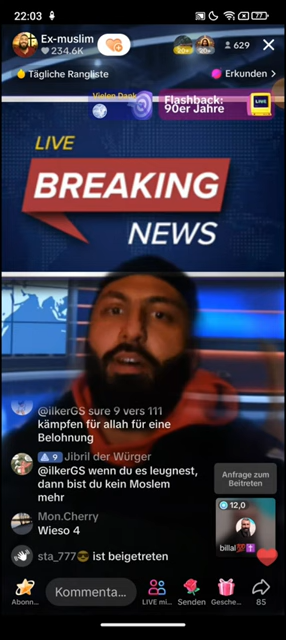 22:03
77
Ex-muslim
234.6K
20+
20+
629
Tägliche Rangliste
Erkunden
Vielen Dank
Flashback:
90er Jahre
LIVE
LIVE
BREAKING
NEWS
@ilkerGS sure 9 vers 111
kämpfen für allah für eine
Belohnung
9 Jibril der Würger
@ilkerGS wenn du es leugnest,
dann bist du kein Moslem
mehr
Anfrage zum
Beitreten
Mon.Cherry
Wieso 4
12,0
billal
sta_777😎 ist beigetreten
Kommenta...
Abonn...
LIVE mi...
Senden
Gesche...
85